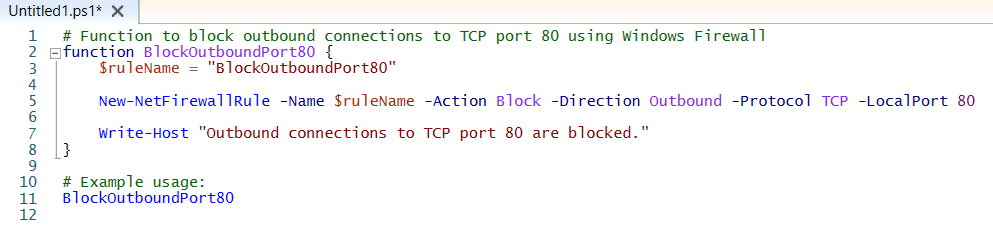 Untitled1.ps1* X
1 # Function to block outbound connections to TCP port 80 using Windows Firewall
2 function BlockOutboundPort80 {
3 $ruleName = "BlockOutboundPort80"
4
5 New-NetFirewallRule -Name $ruleName -Action Block -Direction Outbound -Protocol TCP -LocalPort 80
6
7 Write-Host "Outbound connections to TCP port 80 are blocked."
8 }
9
10 # Example usage:
11 BlockOutboundPort80
12